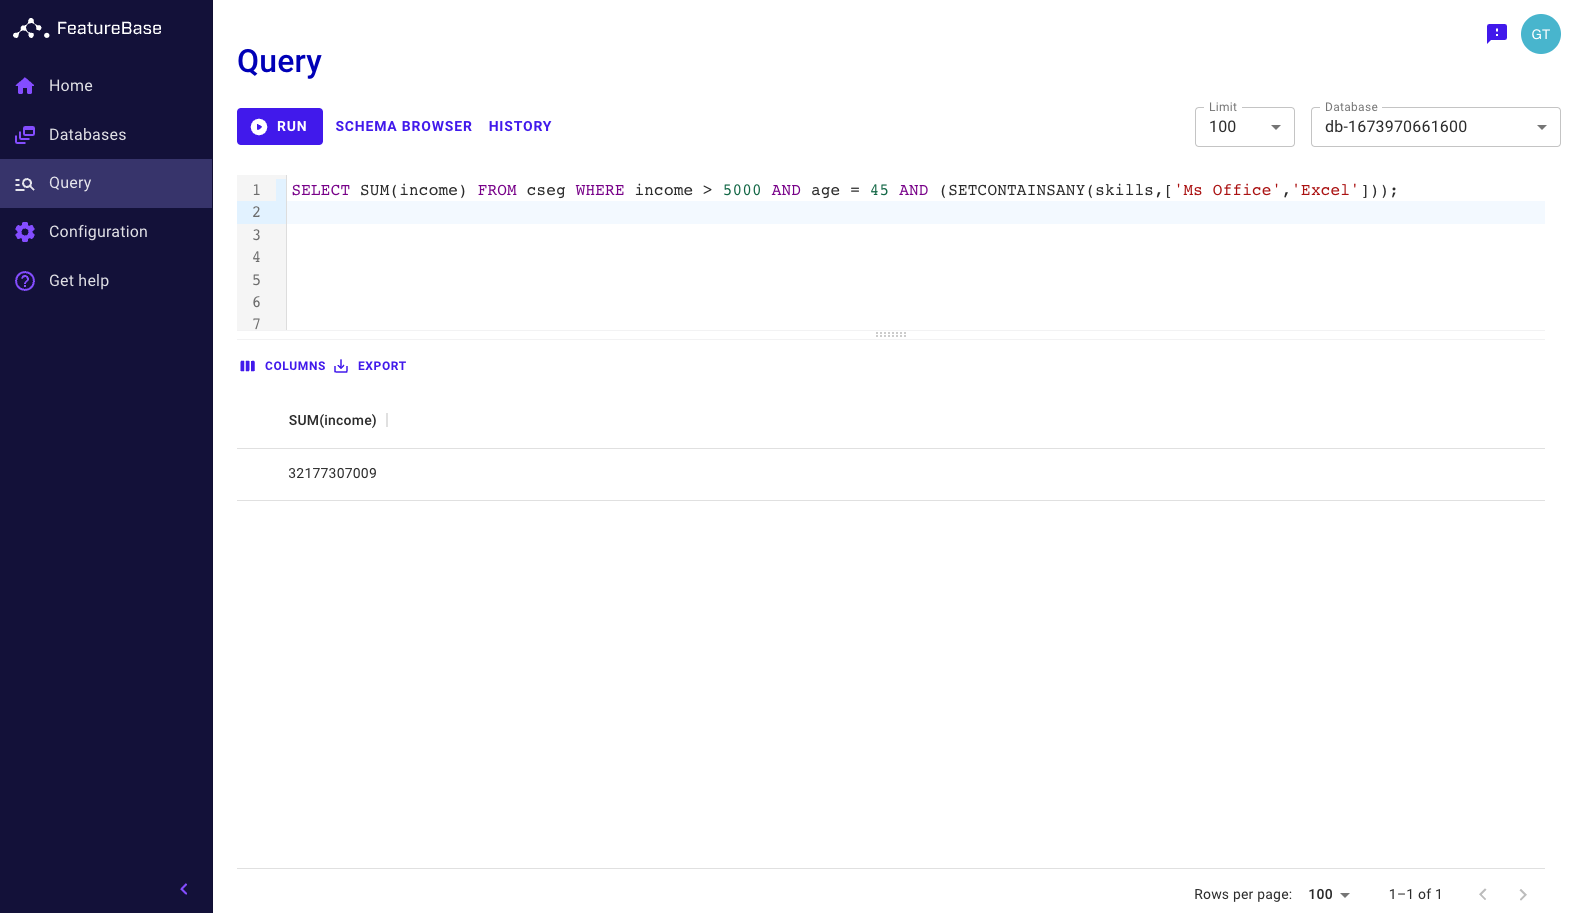 FeatureBase
Home
Databases
Query
Configuration
Get help
GT
Query
RUN SCHEMA BROWSER HISTORY
Limit
100
Database
db-1673970661600
1 SELECT SUM(income) FROM cseg WHERE income > 5000 AND age = 45 AND (SETCONTAINSANY(skills,['Ms Office','Excel']));
2
3
4
5
6
7
COLUMNS EXPORT
SUM(income)
32177307009
Rows per page: 100 1–1 of 1